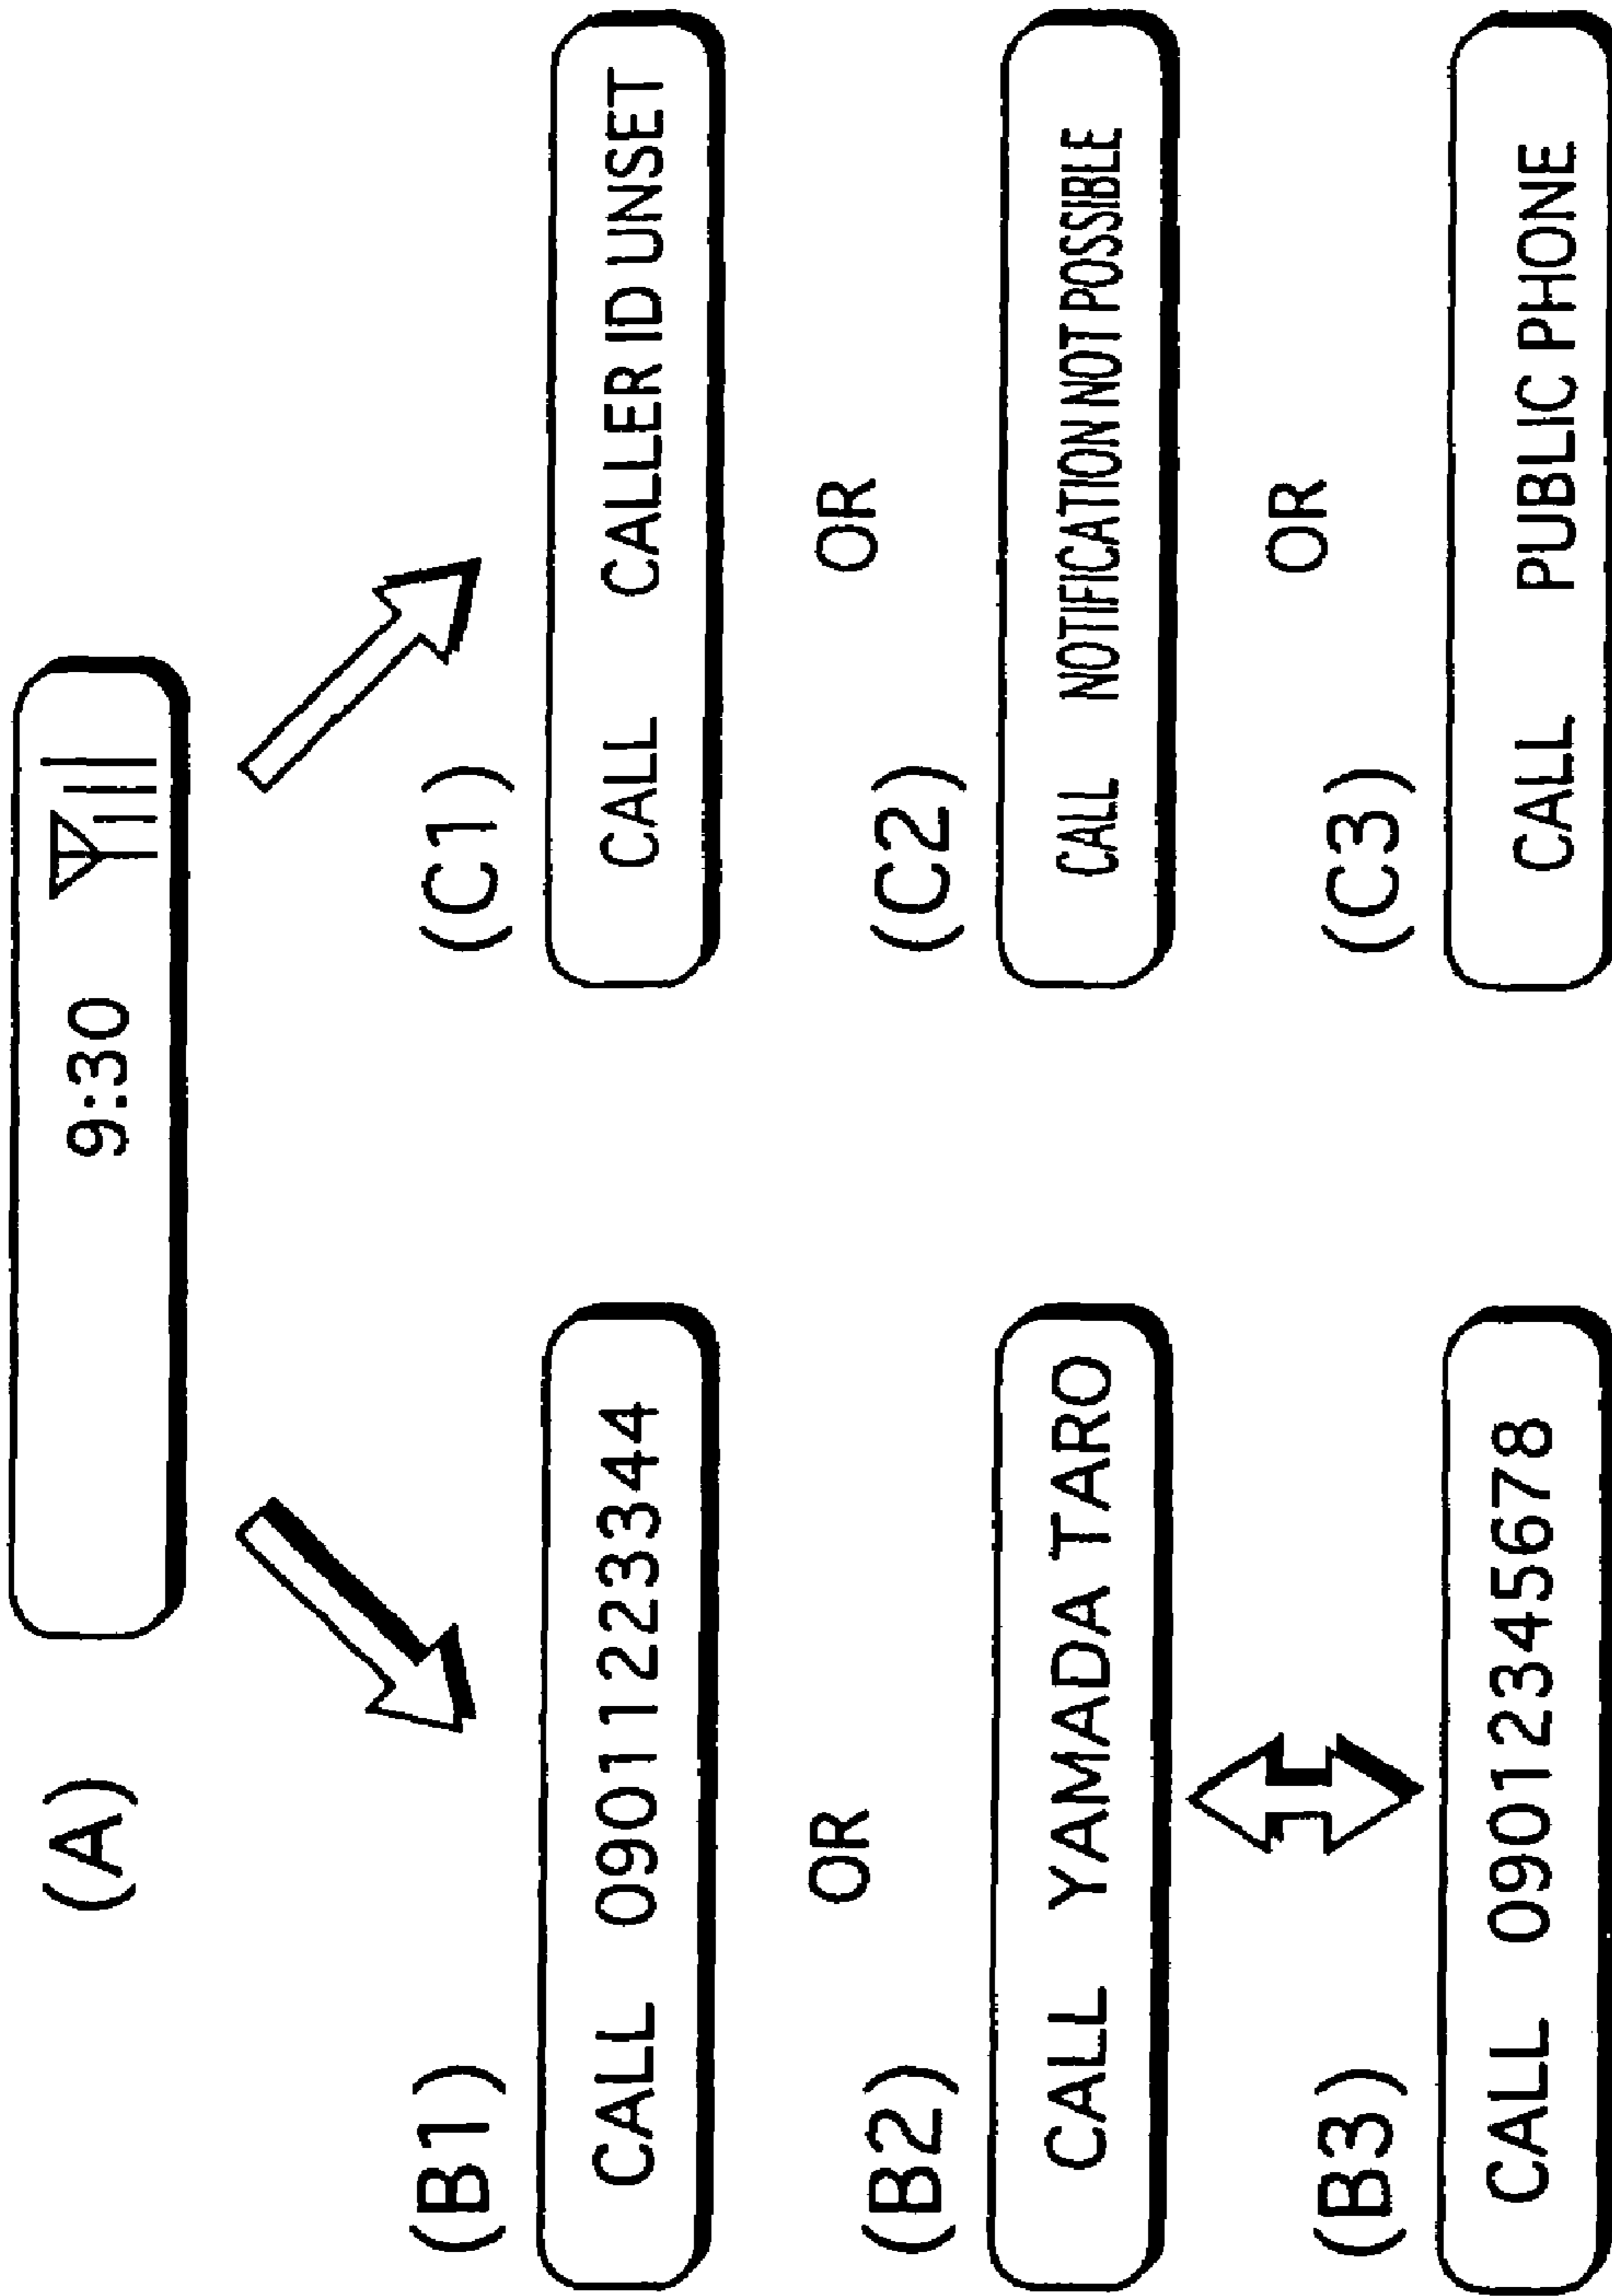 (A)
9:30
(B1)
CALL 09011223344
OR
(B2)
CALL YAMADA TARO
(B3)
CALL 09012345678
(C1)
CALL CALLER ID UNSET
OR
(C2)
CALL NOTIFICATION NOT POSSIBLE
OR
(C3)
CALL PUBLIC PHONE